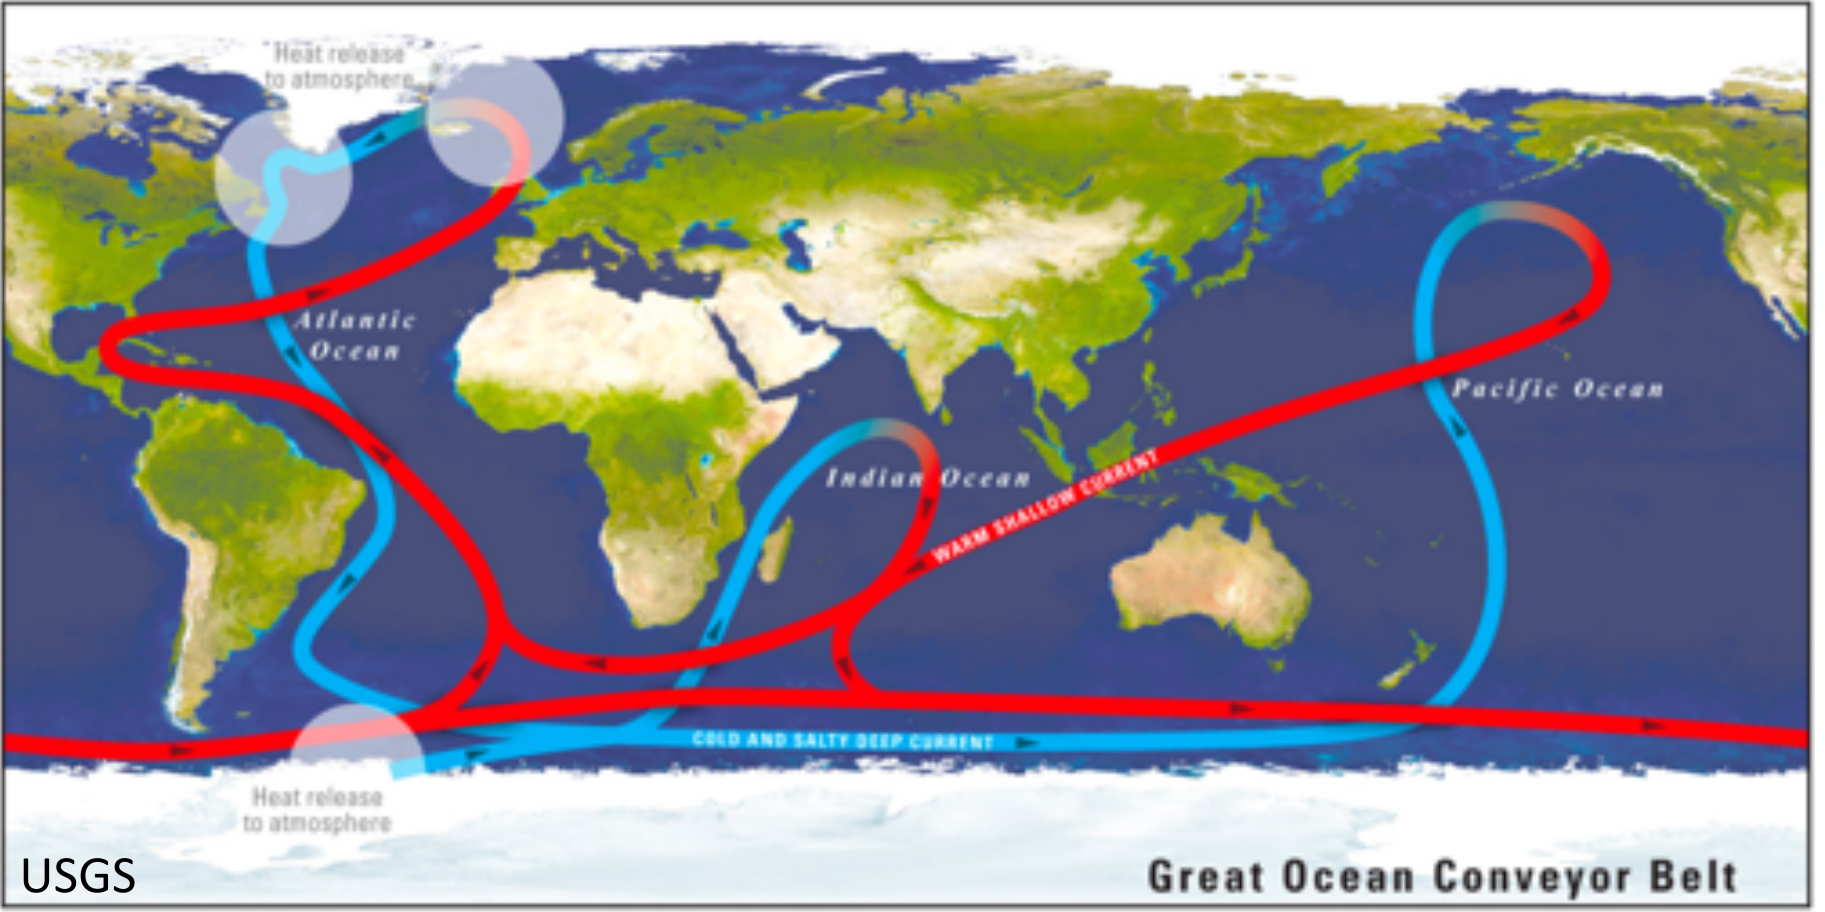 Heat release
to atmosphere
Atlantic
Ocean
Pacific Ocean
Indian Ocean
WARM SHALLOW CURRENT
COLD AND SALTY DEEP CURRENT
Heat release
to atmosphere
USGS
Great Ocean Conveyor Belt